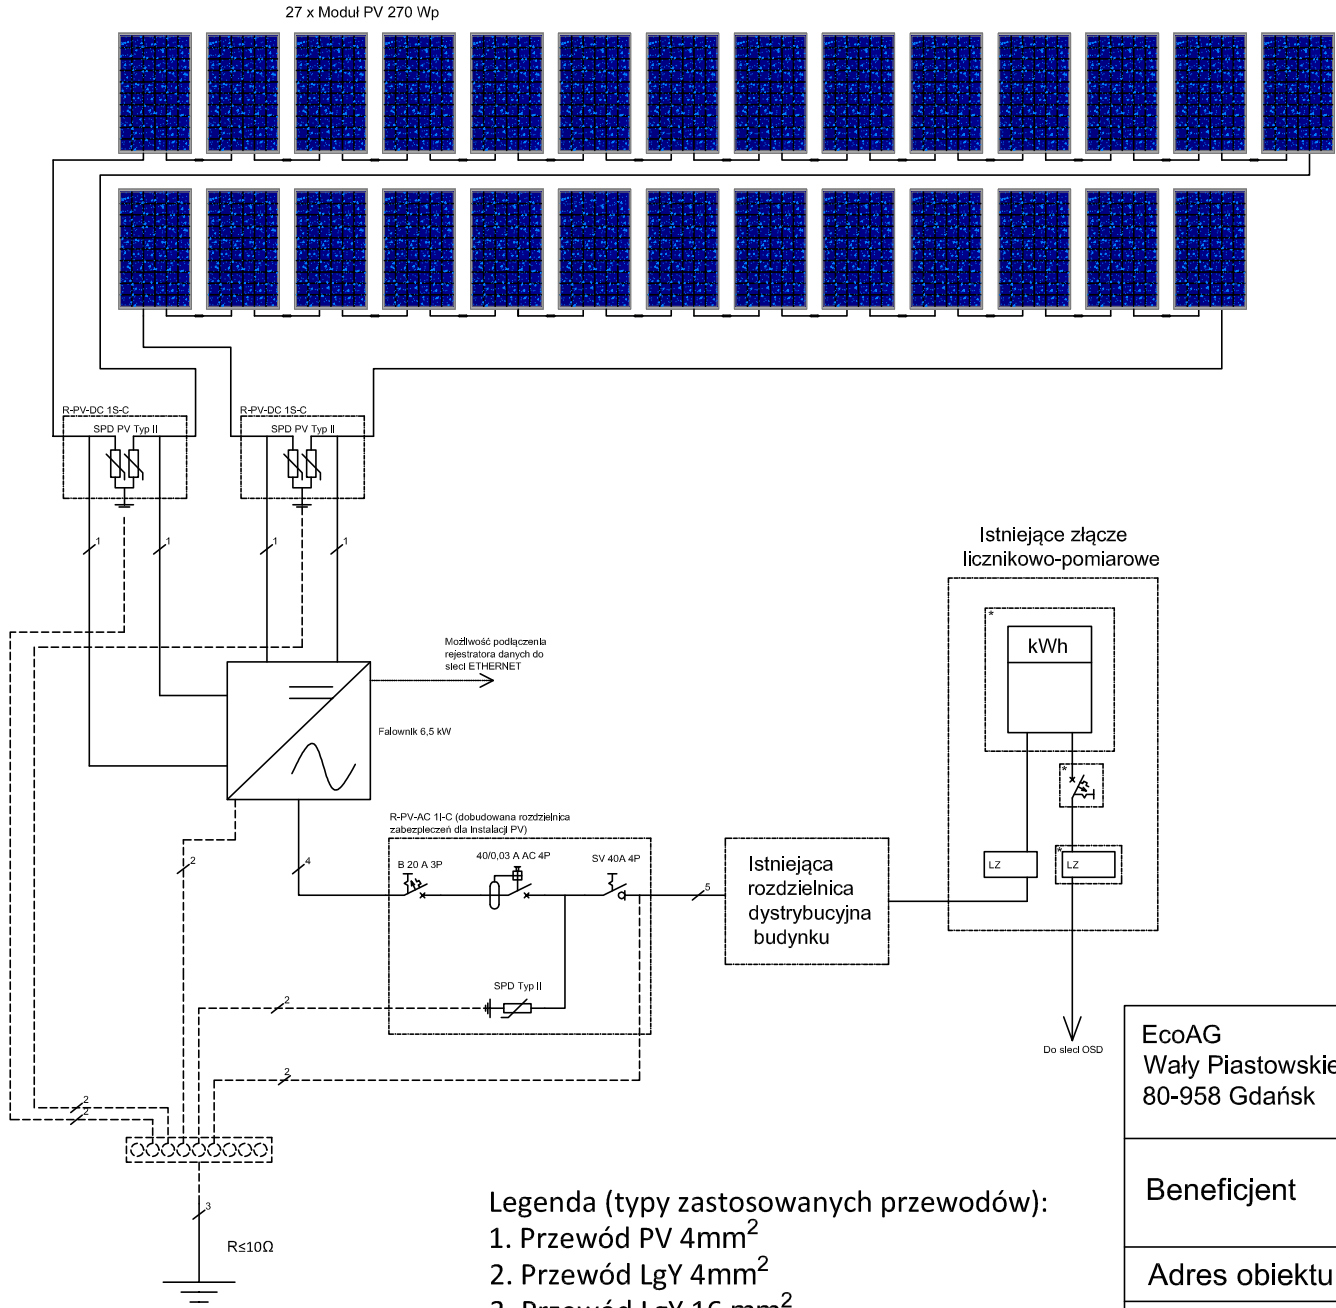 27 x Moduł PV 270 Wp
R-PV-DC 1S-C
SPD PV Typ II
R-PV-DC 1S-C
SPD PV Typ II
1
1
1
1
Istniejące złącze
licznikowo-pomiarowe
*
kWh
Możliwość podłączenia
rejestratora danych do
sieci ETHERNET
Falownik 6,5 kW
*
R-PV-AC 1I-C (dobudowana rozdzielnica
zabezpieczeń dla Instalacji PV)
B 20 A 3P
40/0,03 A AC 4P
SV 40A 4P
2
4
5
Istniejąca
rozdzielnica
dystrybucyjna
budynku
LZ
*
LZ
SPD Typ II
2
2
Do sieci OSD
2
2
3
R≤10Ω
EcoAG
Wały Piastowskie
80-958 Gdańsk
Beneficjent
Adres obiektu
Legenda (typy zastosowanych przewodów):
1. Przewód PV 4mm²
2. Przewód LgY 4mm²
3. Przewód LgY 16 mm²